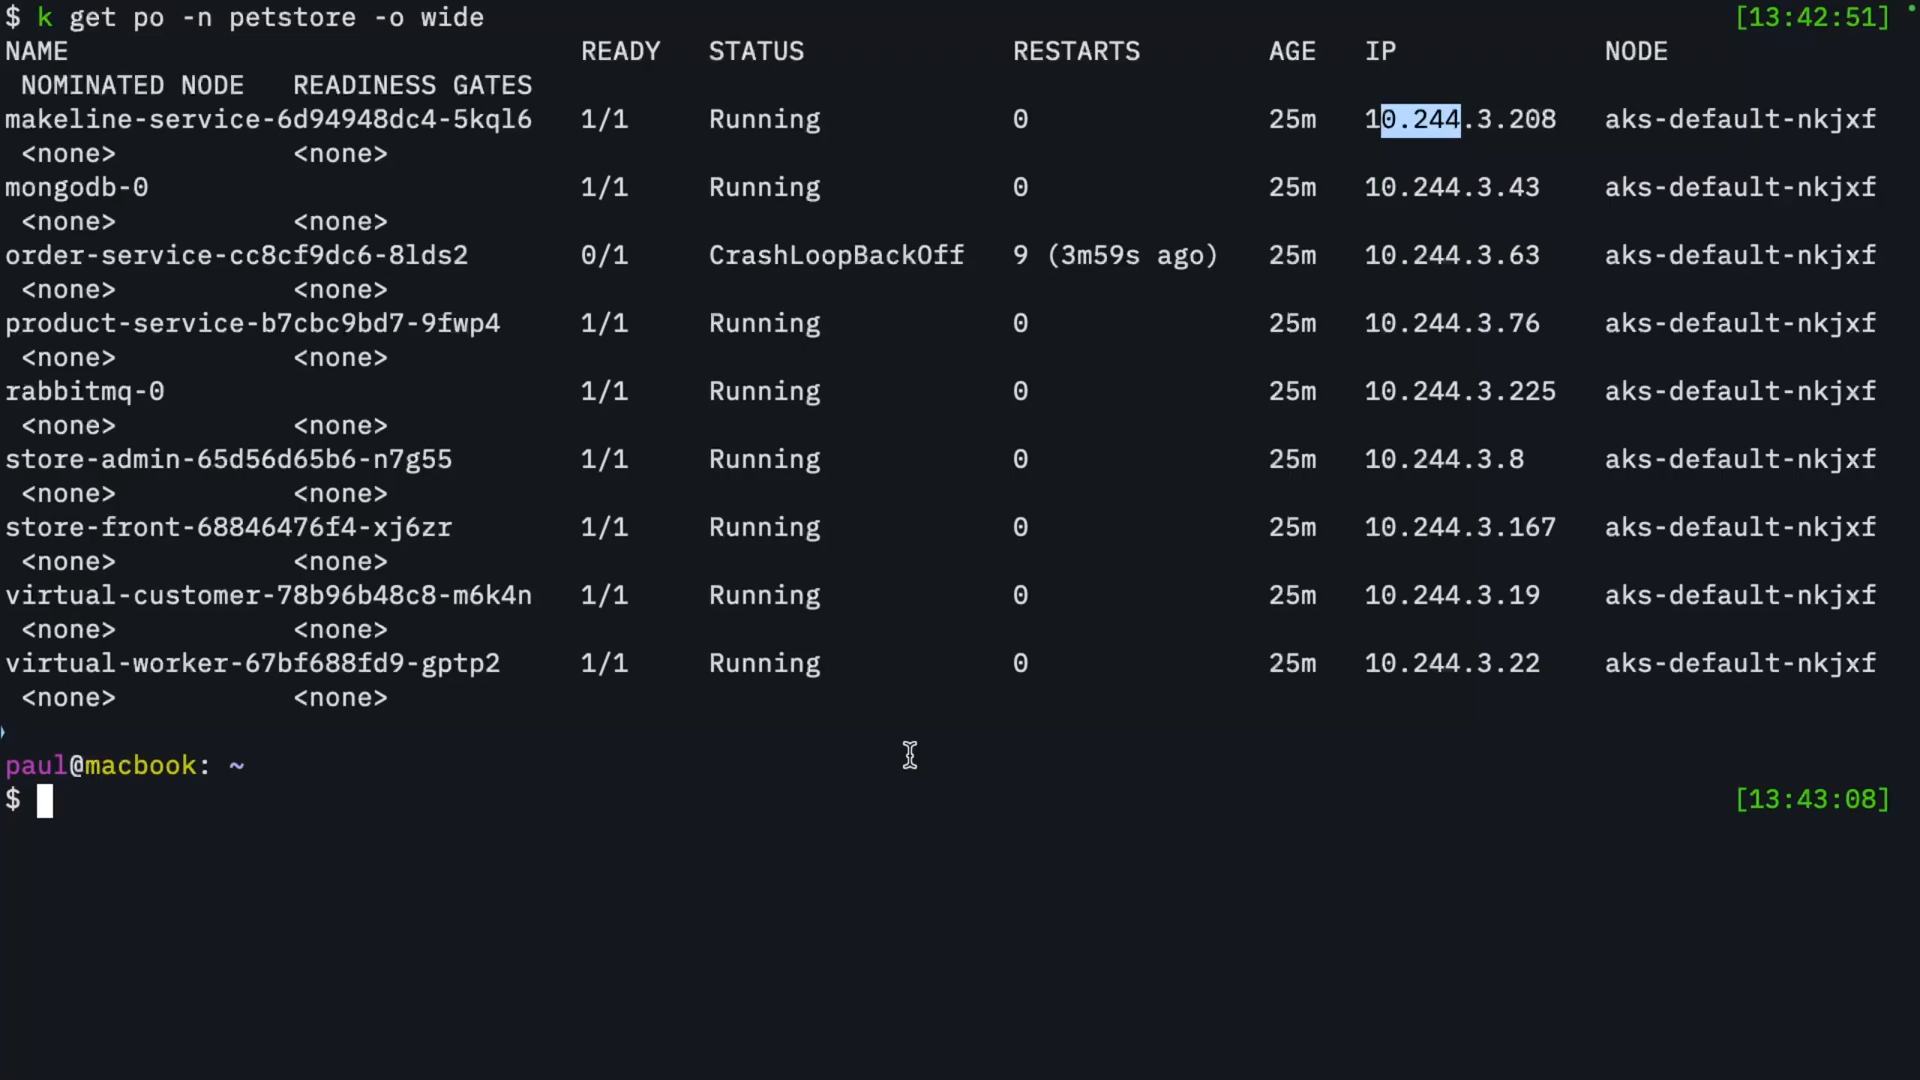 $ k get po -n petstore -o wide [13:42:51]
NAME READY STATUS RESTARTS AGE IP NODE
NOMINATED NODE READINESS GATES
makeline-service-6d94948dc4-5kql6 1/1 Running 0 25m 10.244.3.208 aks-default-nkjxf
<none> <none>
mongodb-0 1/1 Running 0 25m 10.244.3.43 aks-default-nkjxf
<none> <none>
order-service-cc8cf9dc6-8lds2 0/1 CrashLoopBackOff 9 (3m59s ago) 25m 10.244.3.63 aks-default-nkjxf
<none> <none>
product-service-b7cbc9bd7-9fwp4 1/1 Running 0 25m 10.244.3.76 aks-default-nkjxf
<none> <none>
rabbitmq-0 1/1 Running 0 25m 10.244.3.225 aks-default-nkjxf
<none> <none>
store-admin-65d56d65b6-n7g55 1/1 Running 0 25m 10.244.3.8 aks-default-nkjxf
<none> <none>
store-front-68846476f4-xj6zr 1/1 Running 0 25m 10.244.3.167 aks-default-nkjxf
<none> <none>
virtual-customer-78b96b48c8-m6k4n 1/1 Running 0 25m 10.244.3.19 aks-default-nkjxf
<none> <none>
virtual-worker-67bf688fd9-gptp2 1/1 Running 0 25m 10.244.3.22 aks-default-nkjxf
<none> <none>
paul@macbook: ~
$ [13:43:08]